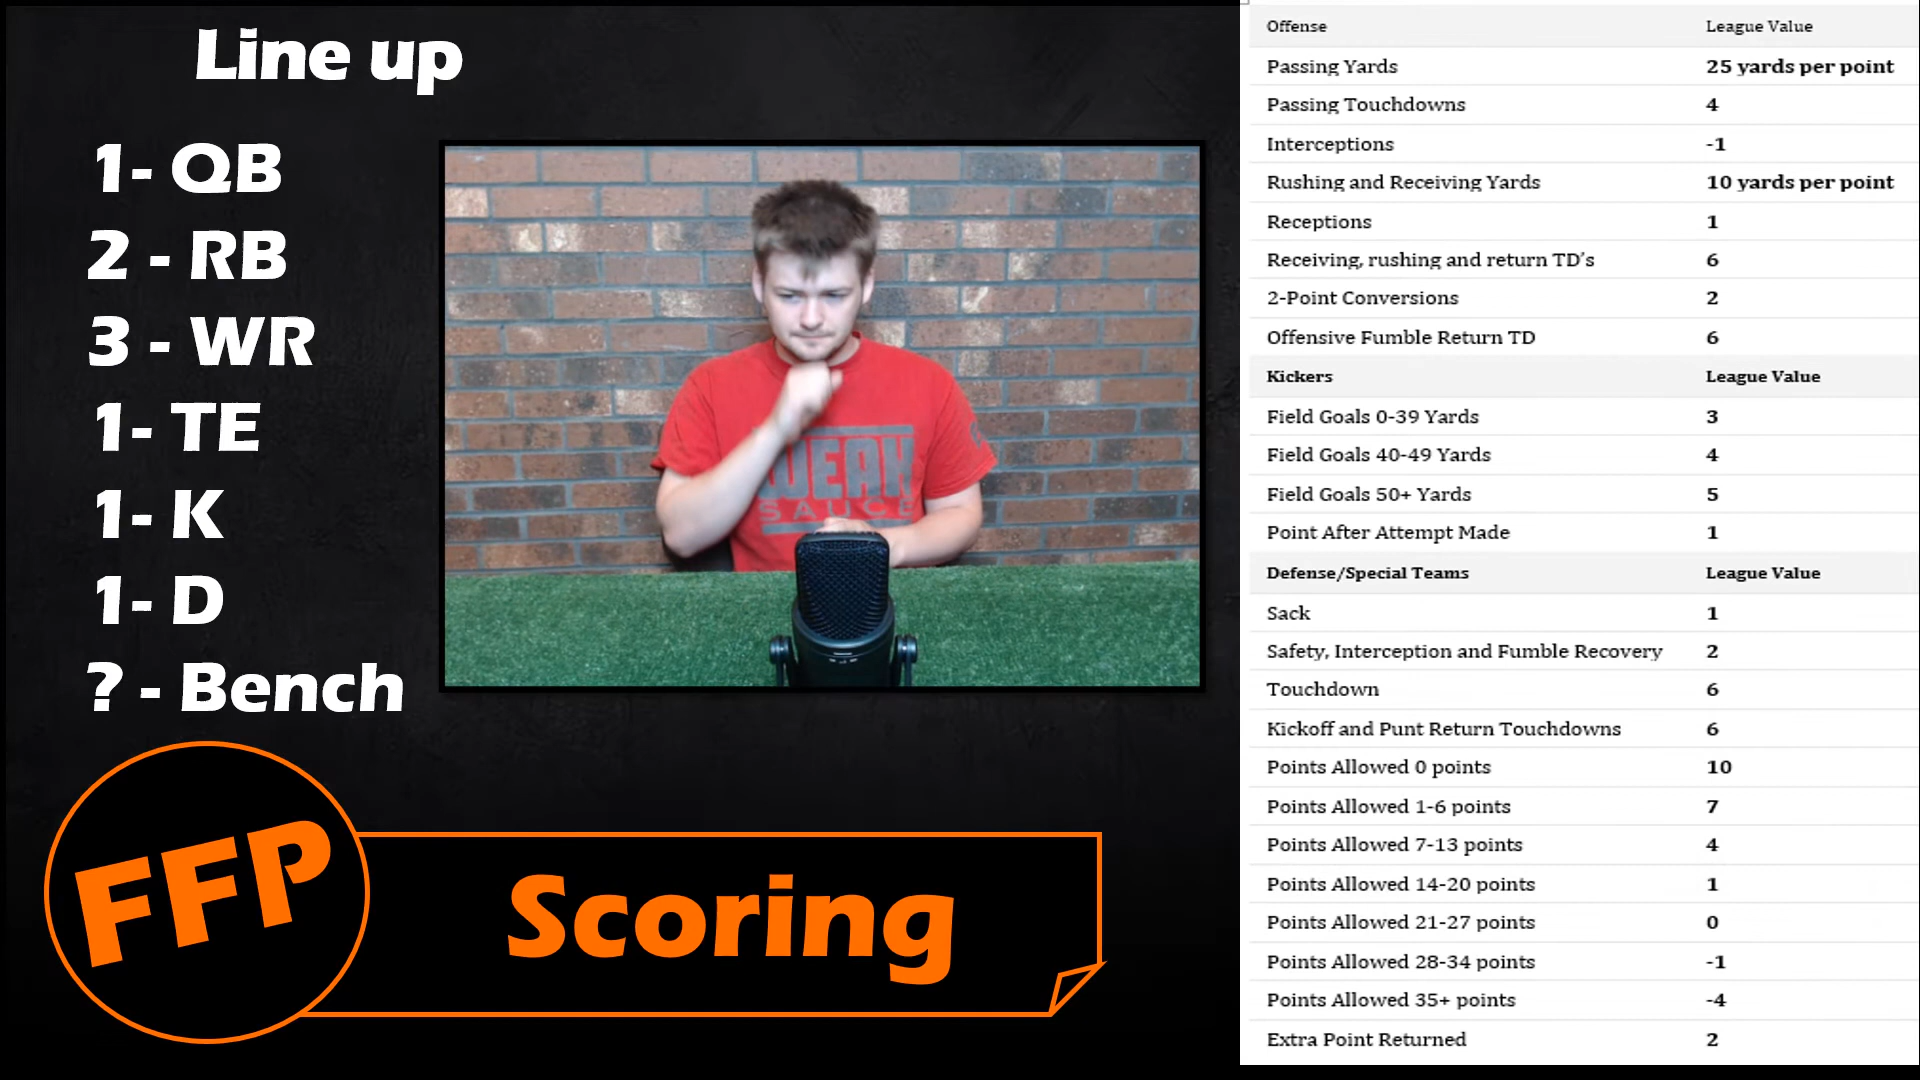 Line up
1- QB
2 - RB
3 - WR
1- TE
1- K
1- D
? - Bench
WEAK
SAUCE
FFP
Scoring
Offense League Value
Passing Yards 25 yards per point
Passing Touchdowns 4
Interceptions -1
Rushing and Receiving Yards 10 yards per point
Receptions 1
Receiving, rushing and return TD’s 6
2-Point Conversions 2
Offensive Fumble Return TD 6
Kickers League Value
Field Goals 0-39 Yards 3
Field Goals 40-49 Yards 4
Field Goals 50+ Yards 5
Point After Attempt Made 1
Defense/Special Teams League Value
Sack 1
Safety, Interception and Fumble Recovery 2
Touchdown 6
Kickoff and Punt Return Touchdowns 6
Points Allowed 0 points 10
Points Allowed 1-6 points 7
Points Allowed 7-13 points 4
Points Allowed 14-20 points 1
Points Allowed 21-27 points 0
Points Allowed 28-34 points -1
Points Allowed 35+ points -4
Extra Point Returned 2